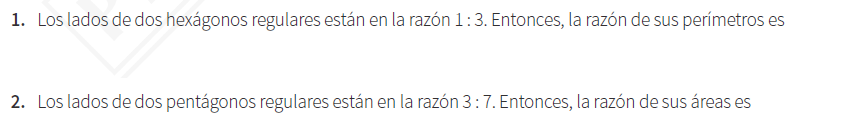 1. Los lados de dos hexágonos regulares están en la razón 1 : 3. Entonces, la razón de sus perímetros es
2. Los lados de dos pentágonos regulares están en la razón 3 : 7. Entonces, la razón de sus áreas es